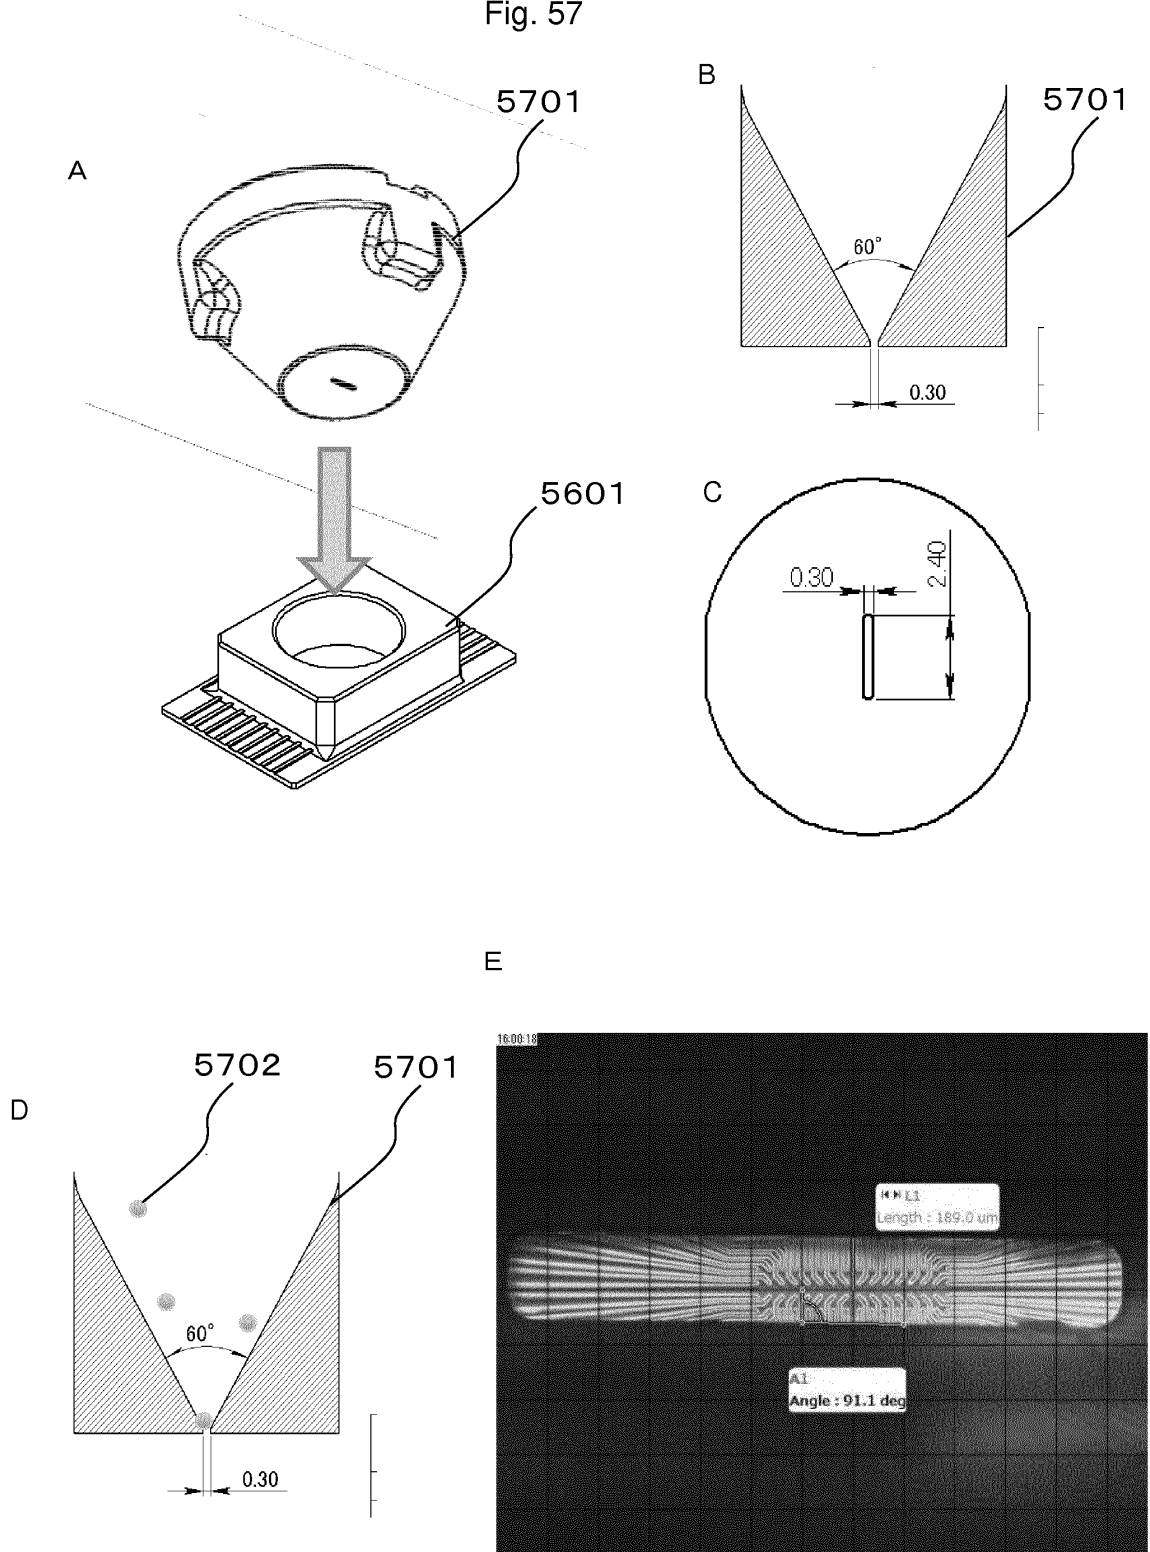 Fig. 57
A
5701
5601
B
5701
60°
0.30
C
0.30
2.40
D
5702
5701
60°
0.30
E
16:00:18
L1
Length : 189.0 um
A1
Angle : 91.1 deg